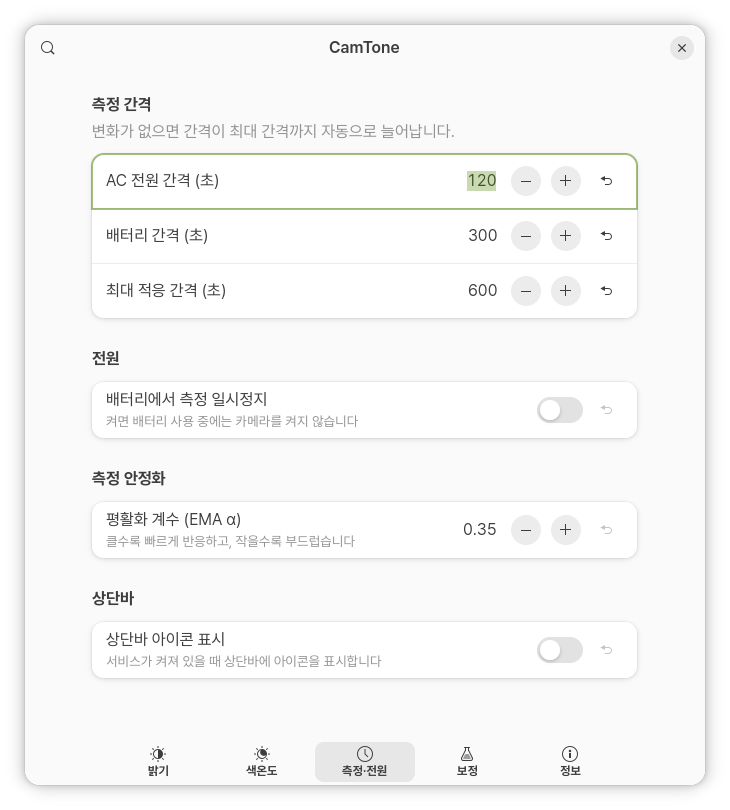 CamTone
측정 간격
변화가 없으면 간격이 최대 간격까지 자동으로 늘어납니다.
AC 전원 간격 (초) 120
배터리 간격 (초) 300
최대 적응 간격 (초) 600
전원
배터리에서 측정 일시정지
켜면 배터리 사용 중에는 카메라를 켜지 않습니다
측정 안정화
평활화 계수 (EMA α) 0.35
클수록 빠르게 반응하고, 작을수록 부드럽습니다
상단바
상단바 아이콘 표시
서비스가 켜져 있을 때 상단바에 아이콘을 표시합니다
밝기 색온도 측정·전원 보정 정보